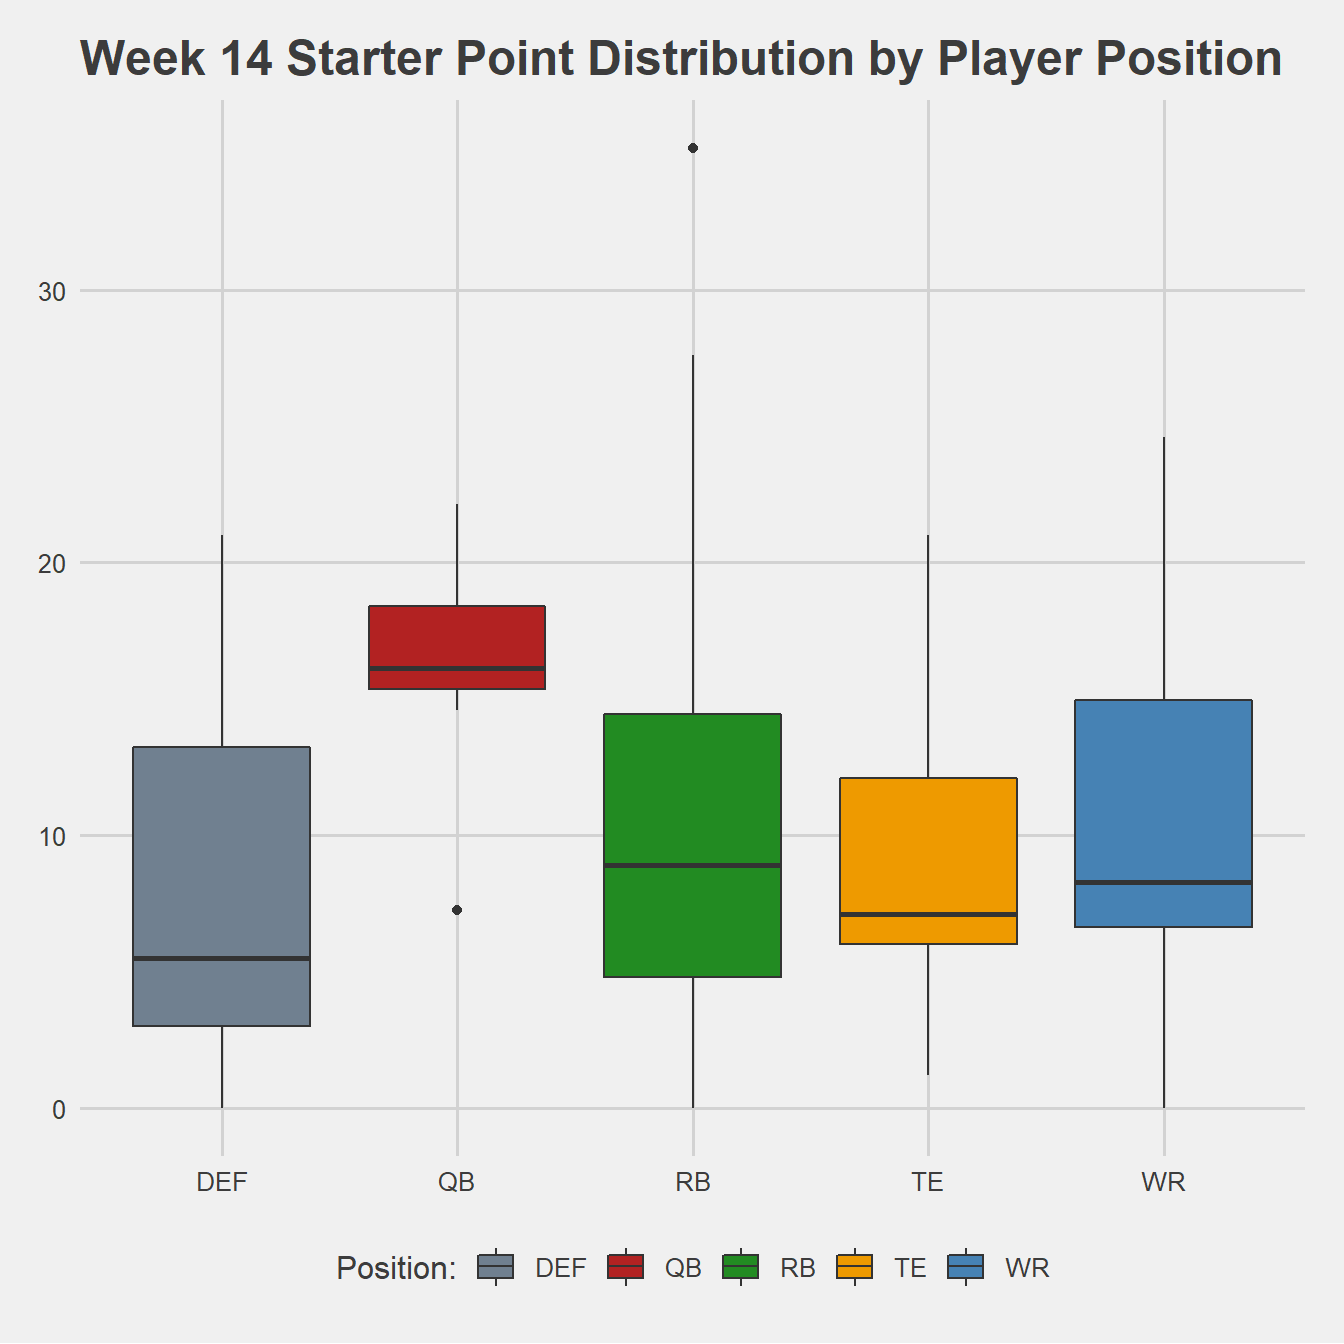 Week 14 Starter Point Distribution by Player Position
30
20
10
0
DEF QB RB TE WR
Position: DEF QB RB TE WR